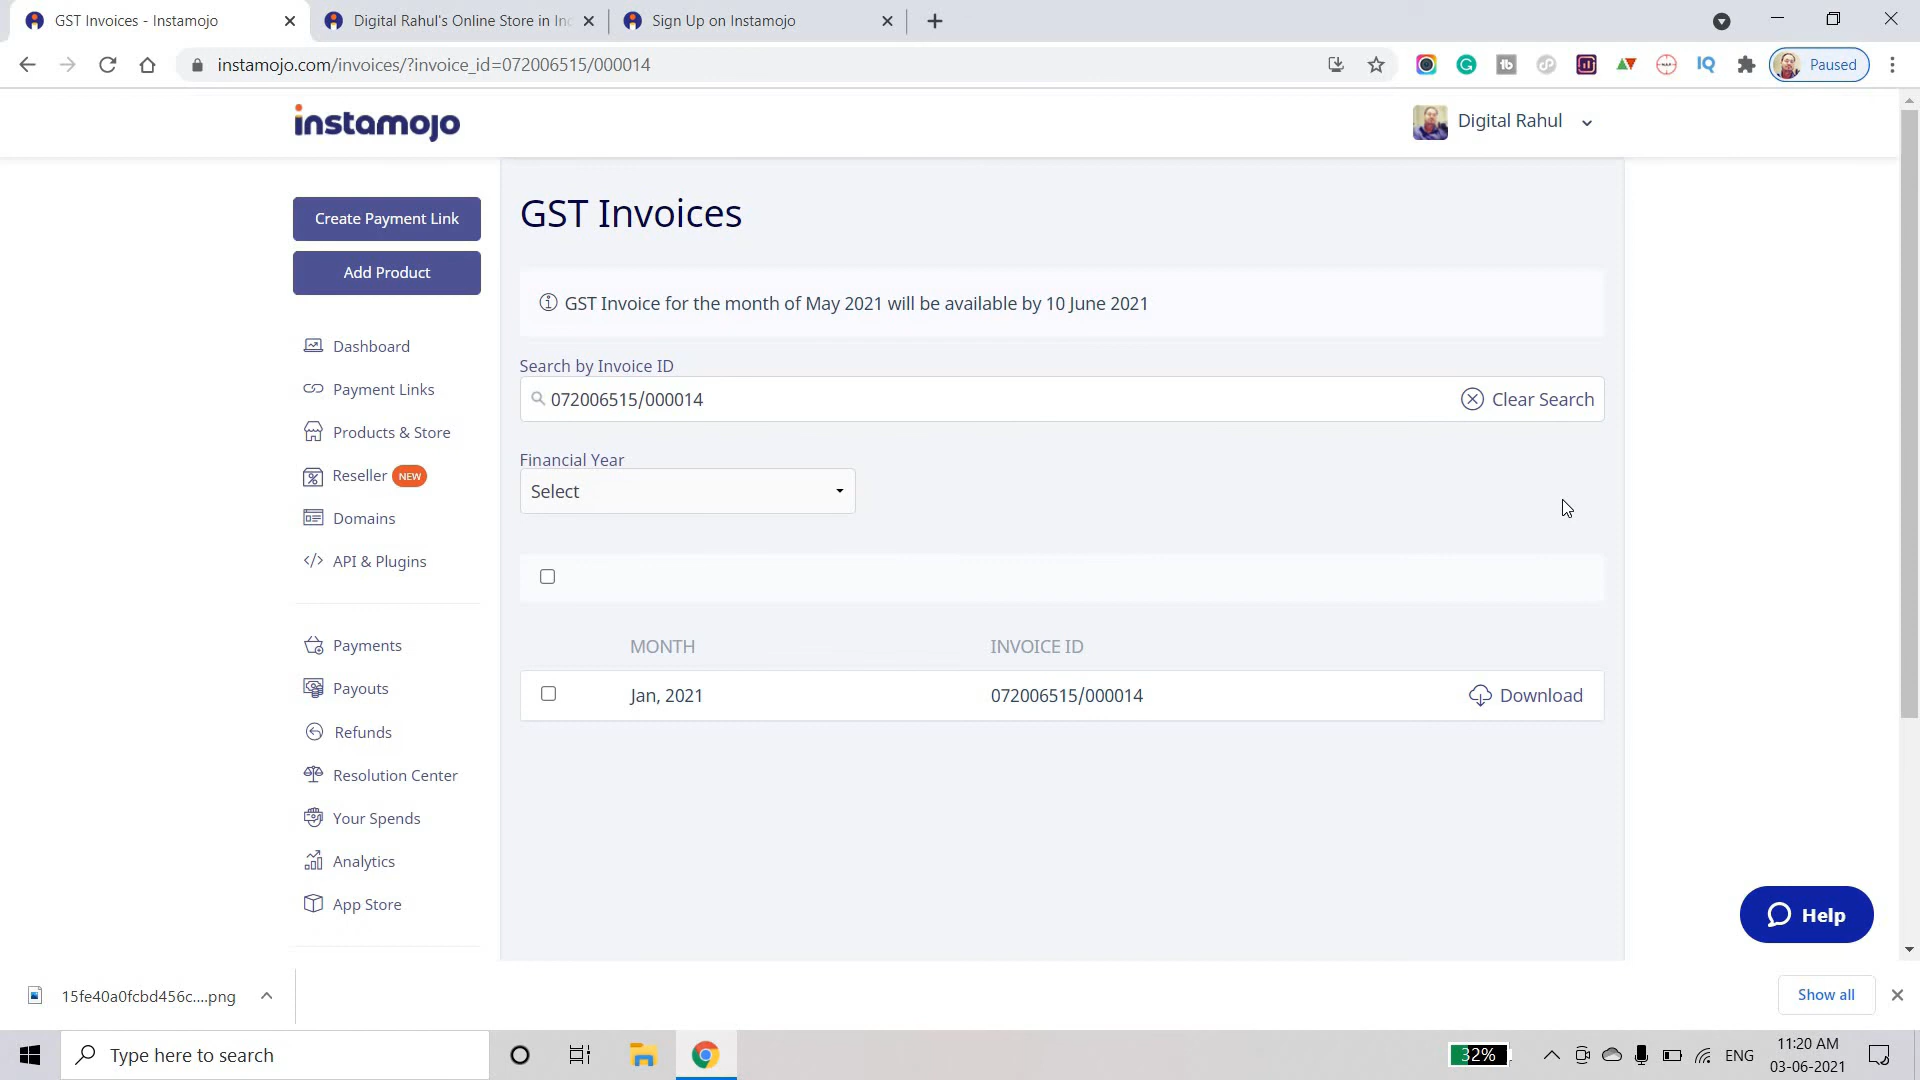 GST Invoices - Instamojo
Digital Rahul's Online Store in In
Sign Up on Instamojo
instamojo.com/invoices/?invoice_id=072006515/000014
Paused
instamojo
Digital Rahul
Create Payment Link
Add Product
Dashboard
Payment Links
Products & Store
Reseller NEW
Domains
API & Plugins
Payments
Payouts
Refunds
Resolution Center
Your Spends
Analytics
App Store
GST Invoices
GST Invoice for the month of May 2021 will be available by 10 June 2021
Search by Invoice ID
072006515/000014
Clear Search
Financial Year
Select
MONTH INVOICE ID
Jan, 2021 072006515/000014 Download
Help
15fe40a0fcbd456c....png
Show all
Type here to search
32%
ENG
11:20 AM
03-06-2021